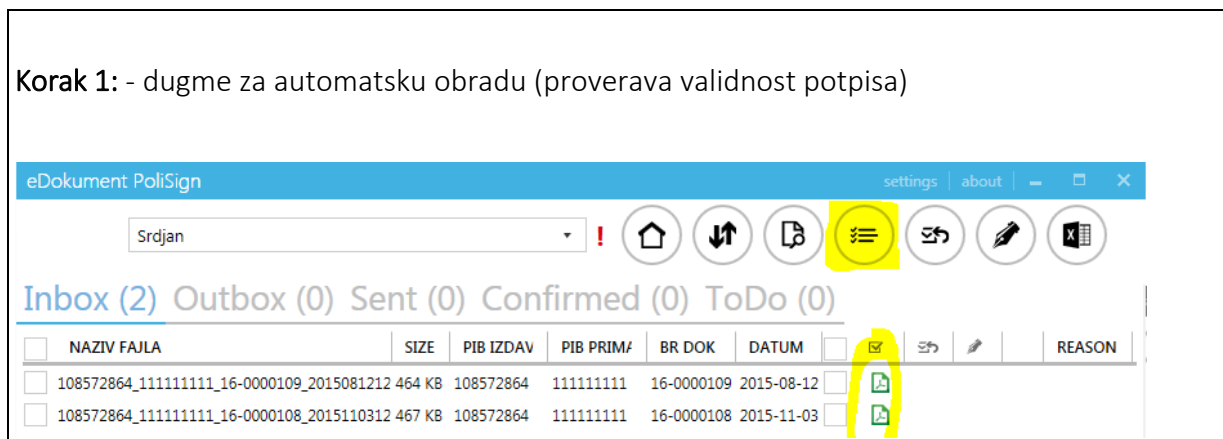 Korak 1: - dugme za automatsku obradu (proverava validnost potpisa)
eDokument PoliSign settings about
Srdjan !
Inbox (2) Outbox (0) Sent (0) Confirmed (0) ToDo (0)
NAZIV FAJLA SIZE PIB IZDAV PIB PRIMA BR DOK DATUM REASON
108572864_111111111_16-0000109_2015081212 464 KB 108572864 111111111 16-0000109 2015-08-12
108572864_111111111_16-0000108_2015110312 467 KB 108572864 111111111 16-0000108 2015-11-03